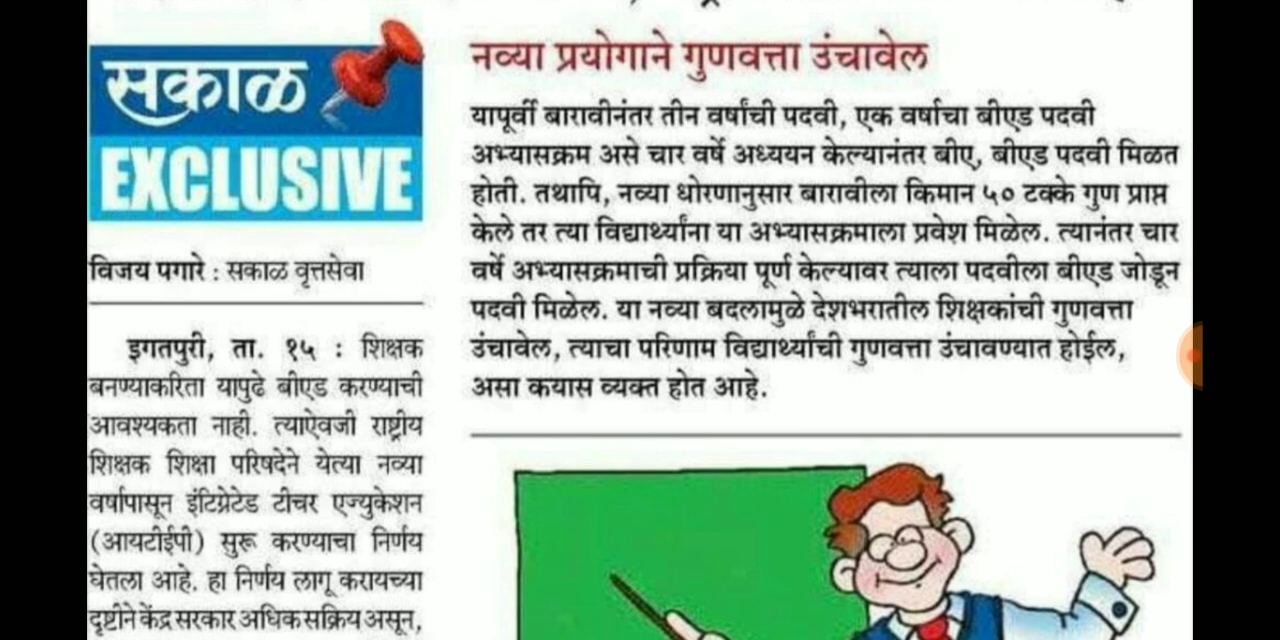 सकाळ
EXCLUSIVE
विजय पगारे : सकाळ वृत्तसेवा
इगतपुरी, ता. १५ : शिक्षक
बनण्याकरिता यापुढे बीएड करण्याची
आवश्यकता नाही. त्याऐवजी राष्ट्रीय
शिक्षक शिक्षा परिषदेने येत्या नव्या
वर्षापासून इंटिग्रेटेड टीचर एज्युकेशन
(आयटीईपी) सुरू करण्याचा निर्णय
घेतला आहे. हा निर्णय लागू करायच्या
दृष्टीने केंद्र सरकार अधिक सक्रिय असून,
नव्या प्रयोगाने गुणवत्ता उंचावेल
यापूर्वी बारावीनंतर तीन वर्षांची पदवी, एक वर्षाचा बीएड पदवी
अभ्यासक्रम असे चार वर्षे अध्ययन केल्यानंतर बीए, बीएड पदवी मिळत
होती. तथापि, नव्या धोरणानुसार बारावीला किमान ५० टक्के गुण प्राप्त
केले तर त्या विद्यार्थ्यांना या अभ्यासक्रमाला प्रवेश मिळेल. त्यानंतर चार
वर्षे अभ्यासक्रमाची प्रक्रिया पूर्ण केल्यावर त्याला पदवीला बीएड जोडून
पदवी मिळेल. या नव्या बदलामुळे देशभरातील शिक्षकांची गुणवत्ता
उंचावेल, त्याचा परिणाम विद्यार्थ्यांची गुणवत्ता उंचावण्यात होईल,
असा कयास व्यक्त होत आहे.